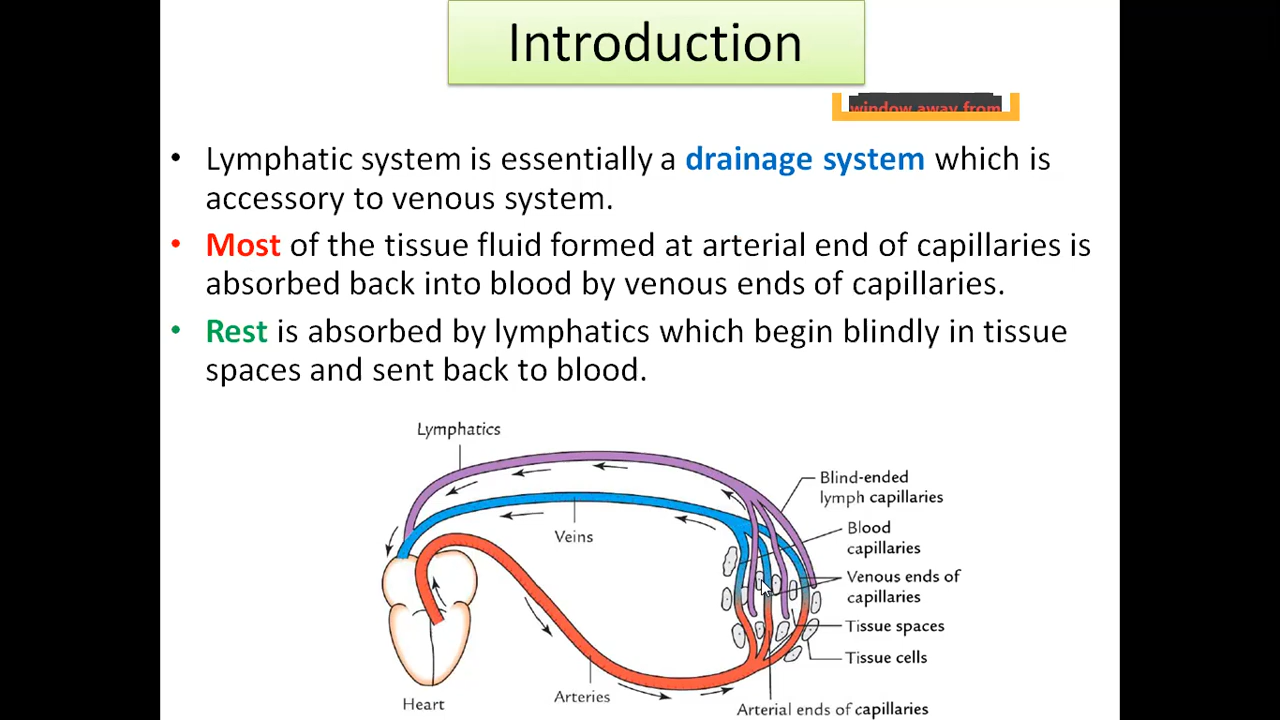 Introduction
window away from
• Lymphatic system is essentially a drainage system which is
accessory to venous system.
• Most of the tissue fluid formed at arterial end of capillaries is
absorbed back into blood by venous ends of capillaries.
• Rest is absorbed by lymphatics which begin blindly in tissue
spaces and sent back to blood.
Lymphatics
Blind-ended
lymph capillaries
Veins
Blood
capillaries
Venous ends of
capillaries
Tissue spaces
Tissue cells
Heart
Arteries
Arterial ends of capillaries